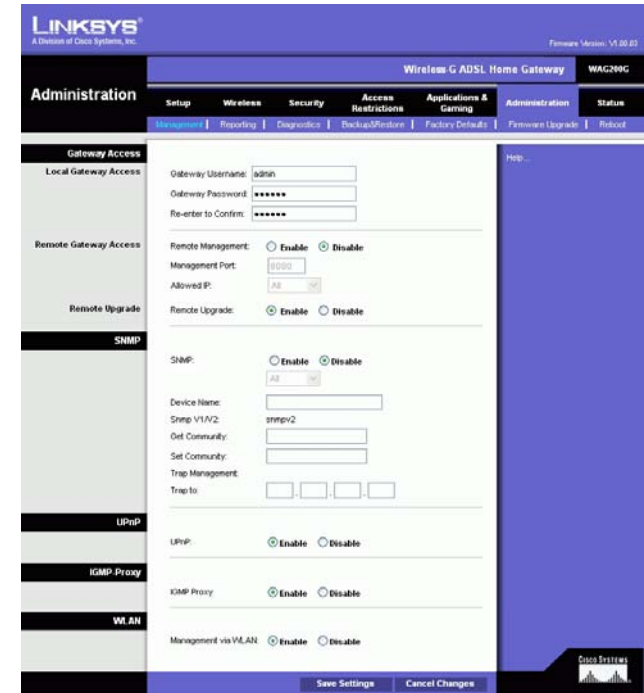 LINKSYS®
A Division of Cisco Systems, Inc.
Firmware Version: V1.00.03
Wireless-G ADSL Home Gateway WAG200G
Administration
Setup Wireless Security Access Restrictions Applications & Gaming Administration Status
Management | Reporting | Diagnostics | Backup&Restore | Factory Defaults | Firmware Upgrade | Reboot
Gateway Access
Help...
Local Gateway Access
Gateway Username: admin
Gateway Password: ●●●●●●
Re-enter to Confirm: ●●●●●●
Remote Gateway Access
Remote Management: Enable Disable
Management Port: 8080
Allowed IP: All
Remote Upgrade
Remote Upgrade: Enable Disable
SNMP
SNMP: Enable Disable
All
Device Name:
Snmp V1/V2: snmpv2
Get Community:
Set Community:
Trap Management:
Trap to: . . .
UPnP
UPnP: Enable Disable
IGMP-Proxy
IGMP Proxy Enable Disable
WLAN
Management via WLAN: Enable Disable
Save Settings Cancel Changes
CISCO SYSTEMS